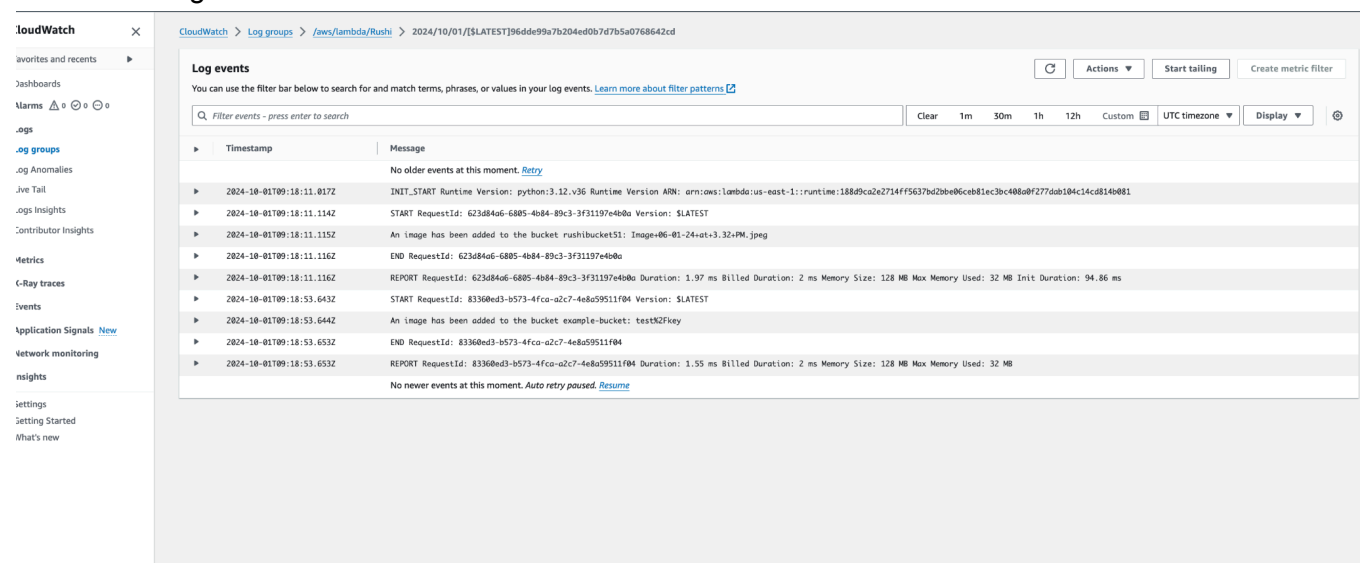 CloudWatch
Favorites and recents
Dashboards
Alarms 0 0 0
Logs
Log groups
Log Anomalies
Live Tail
Logs Insights
Contributor Insights
Metrics
X-Ray traces
Events
Application Signals New
Network monitoring
Insights
Settings
Getting Started
What's new
CloudWatch > Log groups > /aws/lambda/Rushi > 2024/10/01/[$LATEST]96dde99a7b204ed0b7d7b5a0768642cd
Log events
Actions
Start tailing
Create metric filter
You can use the filter bar below to search for and match terms, phrases, or values in your log events. Learn more about filter patterns
Filter events - press enter to search
Clear 1m 30m 1h 12h Custom UTC timezone Display
Timestamp Message
No older events at this moment. Retry
2024-10-01T09:18:11.017Z INIT_START Runtime Version: python:3.12.v36 Runtime Version ARN: arn:aws:lambda:us-east-1::runtime:188d9ca2e2714ff5637bd2bbe06ceb81ec3bc408a0f277dab104c14cd814b081
2024-10-01T09:18:11.114Z START RequestId: 623d84a6-6805-4b84-89c3-3f31197e4b0a Version: $LATEST
2024-10-01T09:18:11.115Z An image has been added to the bucket rushibucket51: Image+06-01-24+at+3.32+PM.jpeg
2024-10-01T09:18:11.116Z END RequestId: 623d84a6-6805-4b84-89c3-3f31197e4b0a
2024-10-01T09:18:11.116Z REPORT RequestId: 623d84a6-6805-4b84-89c3-3f31197e4b0a Duration: 1.97 ms Billed Duration: 2 ms Memory Size: 128 MB Max Memory Used: 32 MB Init Duration: 94.86 ms
2024-10-01T09:18:53.643Z START RequestId: 83360ed3-b573-4fca-a2c7-4e8a59511f04 Version: $LATEST
2024-10-01T09:18:53.644Z An image has been added to the bucket example-bucket: test%2Fkey
2024-10-01T09:18:53.653Z END RequestId: 83360ed3-b573-4fca-a2c7-4e8a59511f04
2024-10-01T09:18:53.653Z REPORT RequestId: 83360ed3-b573-4fca-a2c7-4e8a59511f04 Duration: 1.55 ms Billed Duration: 2 ms Memory Size: 128 MB Max Memory Used: 32 MB
No newer events at this moment. Auto retry paused. Resume